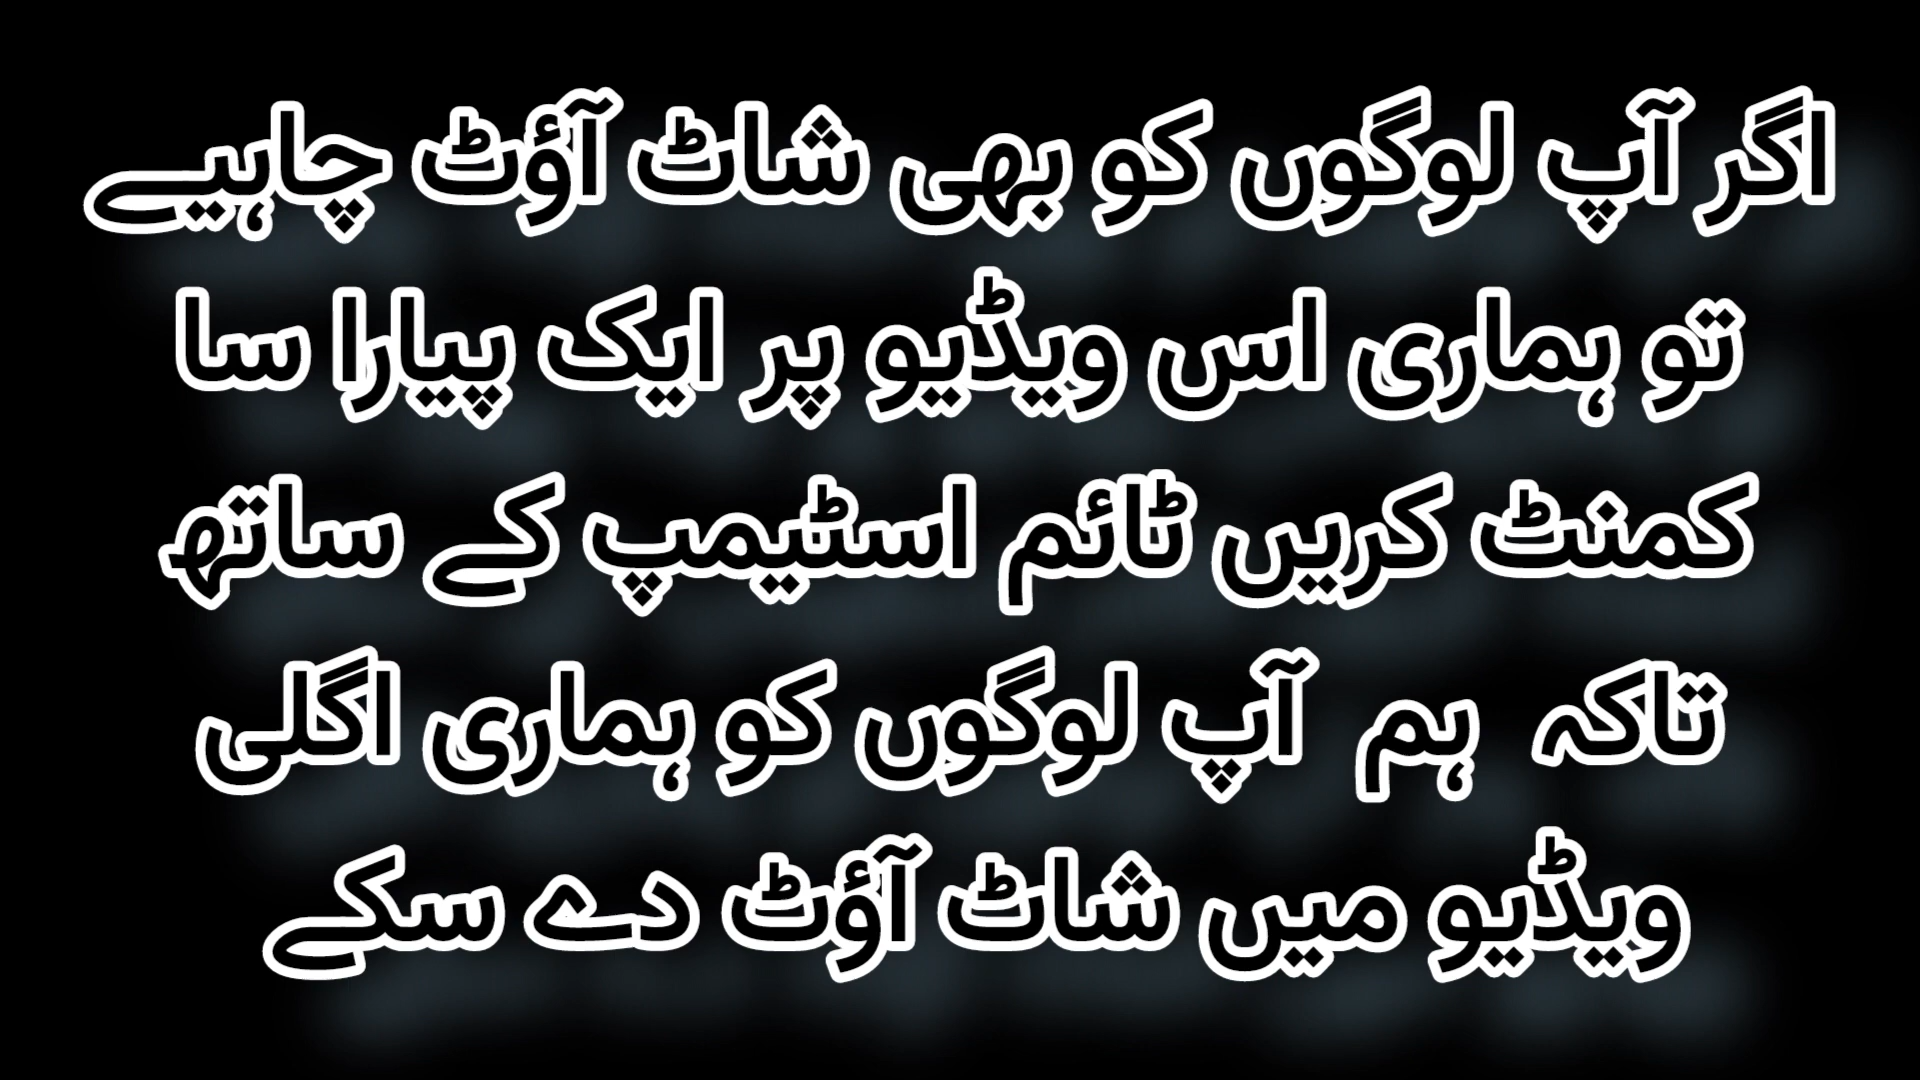 اگر آپ لوگوں کو بھی شاٹ آؤٹ چاہیے
تو ہماری اس ویڈیو پر ایک پیارا سا
کمنٹ کریں ٹائم اسٹیمپ کے ساتھ
تاکہ ہم آپ لوگوں کو ہماری اگلی
ویڈیو میں شاٹ آؤٹ دے سکے